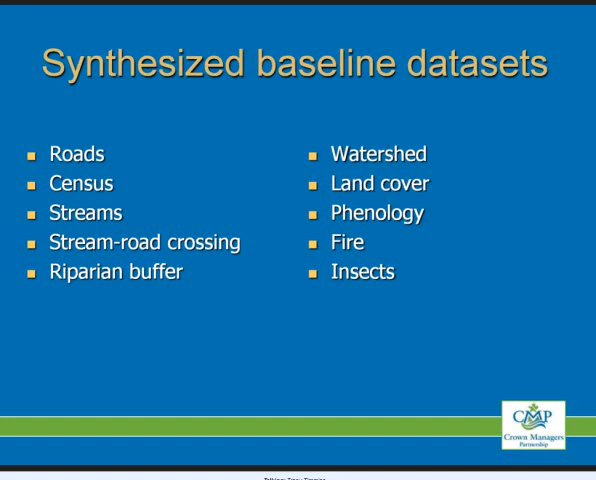 Synthesized baseline datasets
Roads
Census
Streams
Stream-road crossing
Riparian buffer
Watershed
Land cover
Phenology
Fire
Insects
CMP
Crown Managers
Partnership